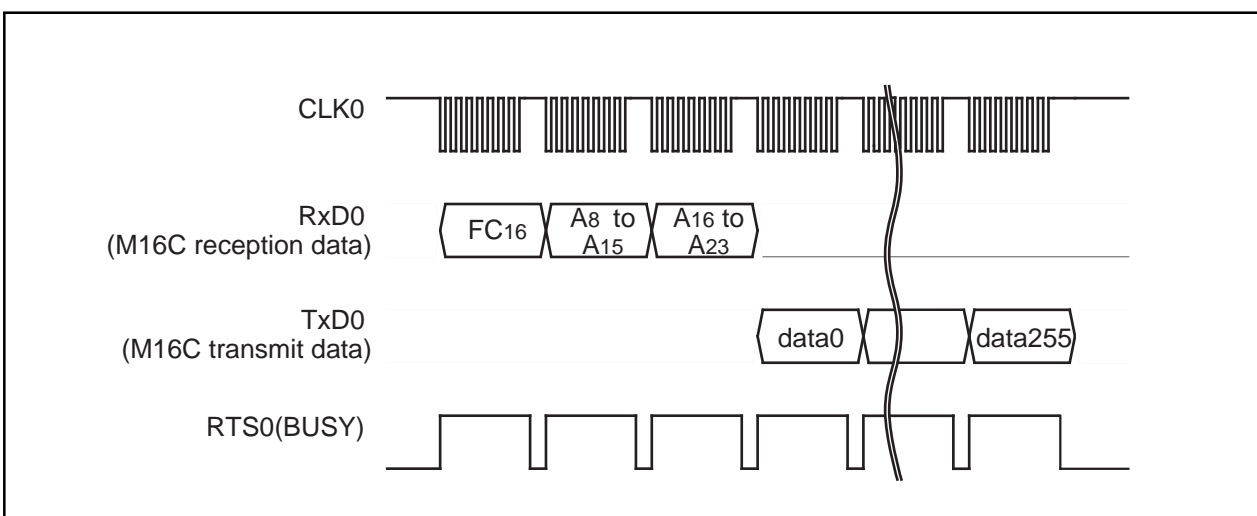 CLK0
RxD0
(M16C reception data)
FC16
A8 to
A15
A16 to
A23
TxD0
(M16C transmit data)
data0
data255
RTS0(BUSY)